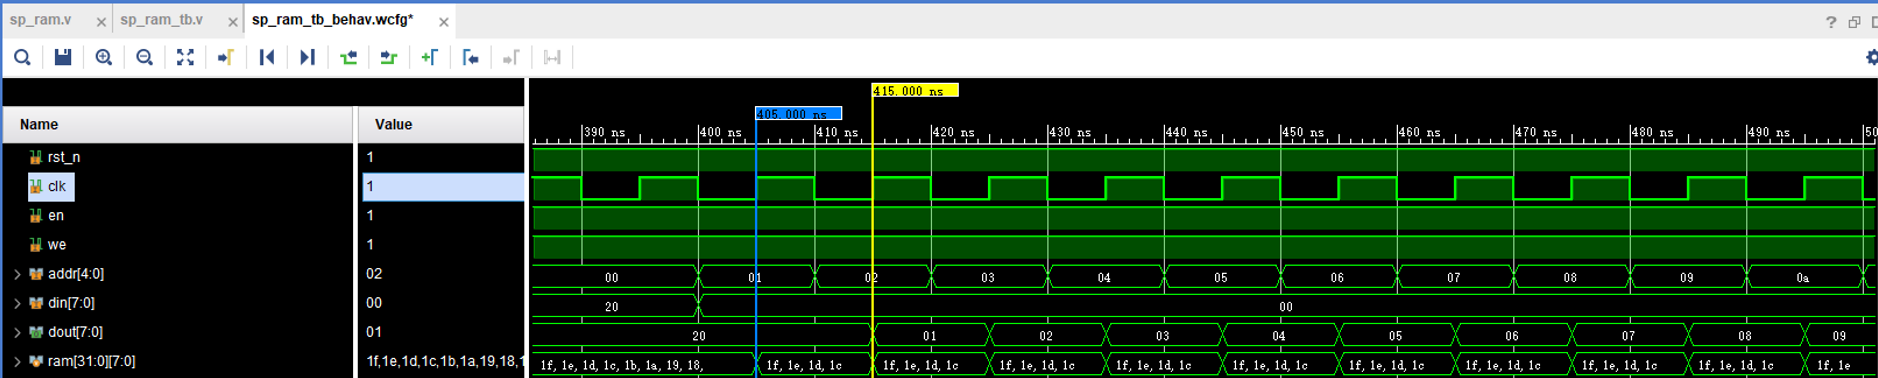 sp_ram.v × sp_ram_tb.v × sp_ram_tb_behav.wcfg* ×
?
415.000 ns
405.000 ns
Name Value
390 ns 400 ns 410 ns 420 ns 430 ns 440 ns 450 ns 460 ns 470 ns 480 ns 490 ns 50
rst_n 1
clk 1
en 1
we 1
addr[4:0] 02 00 01 02 03 04 05 06 07 08 09 0a
din[7:0] 00 20 00
dout[7:0] 01 20 01 02 03 04 05 06 07 08 09
ram[31:0][7:0] 1f,1e,1d,1c,1b,1a,19,18,1 1f, 1e, 1d, 1c, 1b, 1a, 19, 18, 1f, 1e, 1d, 1c 1f, 1e, 1d, 1c 1f, 1e, 1d, 1c 1f, 1e, 1d, 1c 1f, 1e, 1d, 1c 1f, 1e, 1d, 1c 1f, 1e, 1d, 1c 1f, 1e, 1d, 1c 1f, 1e, 1d, 1c 1f, 1e